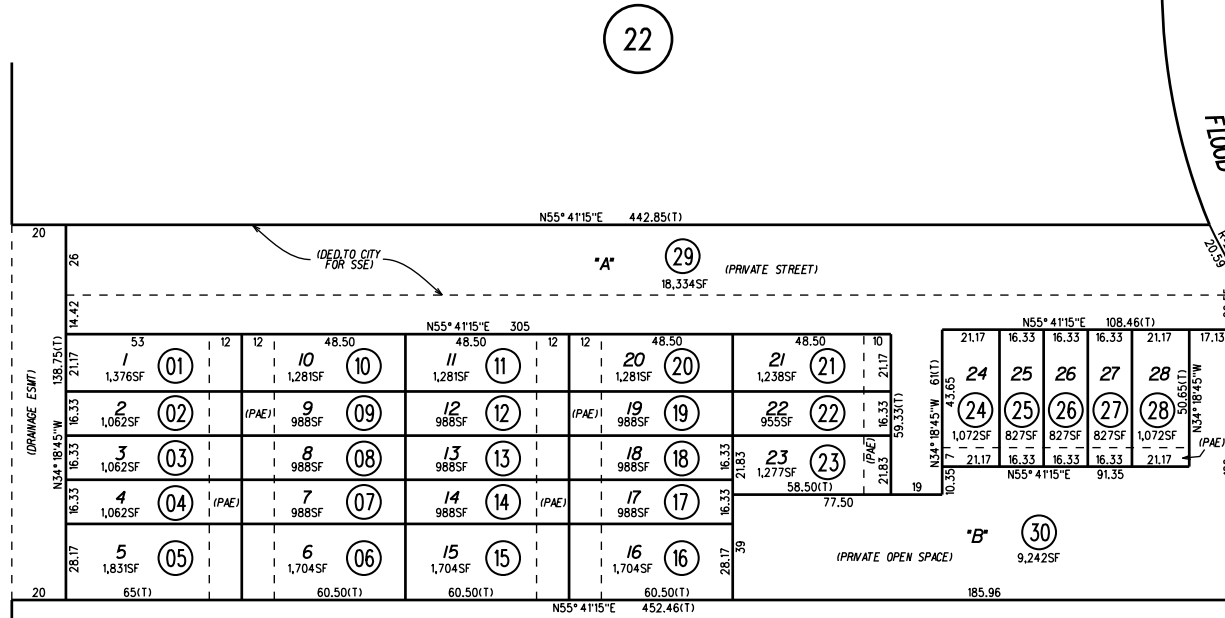 22
FLOOD
N55°41'15"E 442.85(T)
20
26
(DED.TO CITY
FOR SSE)
"A"
29
(PRIVATE STREET)
18,334SF
20.59
14.42
N55°41'15"E 305
N55°41'15"E 108.46(T)
53 12 12 48.50 48.50 12 12 48.50 48.50 10
21.17 16.33 16.33 16.33 21.17 17.13
138.75(T)
21.17
1 01
1,376SF
10 10
1,281SF
11 11
1,281SF
20 20
1,281SF
21 21
1,238SF
21.17
(DRAINAGE ESMT)
N34°18'45"W
16.33
2 02
1,062SF
(PAE)
9 09
988SF
12 12
988SF
(PAE)
19 19
988SF
22 22
955SF
16.33
59.33(T)
N34°18'45"W 61(T)
43.65
24 24
1,072SF
25 25
827SF
26 26
827SF
27 27
827SF
28 28
1,072SF
50.65(T)
N34°18'45"W
(PAE)
16.33
3 03
1,062SF
8 08
988SF
13 13
988SF
18 18
988SF
16.33
21.83
23 23
1,277SF
(PAE)
21.83
58.50(T)
77.50
19
10.35
7
21.17 16.33 16.33 16.33 21.17
N55°41'15"E 91.35
16.33
4 04
1,062SF
(PAE)
7 07
988SF
14 14
988SF
(PAE)
17 17
988SF
16.33
28.17
5 05
1,831SF
6 06
1,704SF
15 15
1,704SF
16 16
1,704SF
28.17
39
"B"
30
(PRIVATE OPEN SPACE)
9,242SF
20
65(T) 60.50(T) 60.50(T) 60.50(T)
185.96
N55°41'15"E 452.46(T)